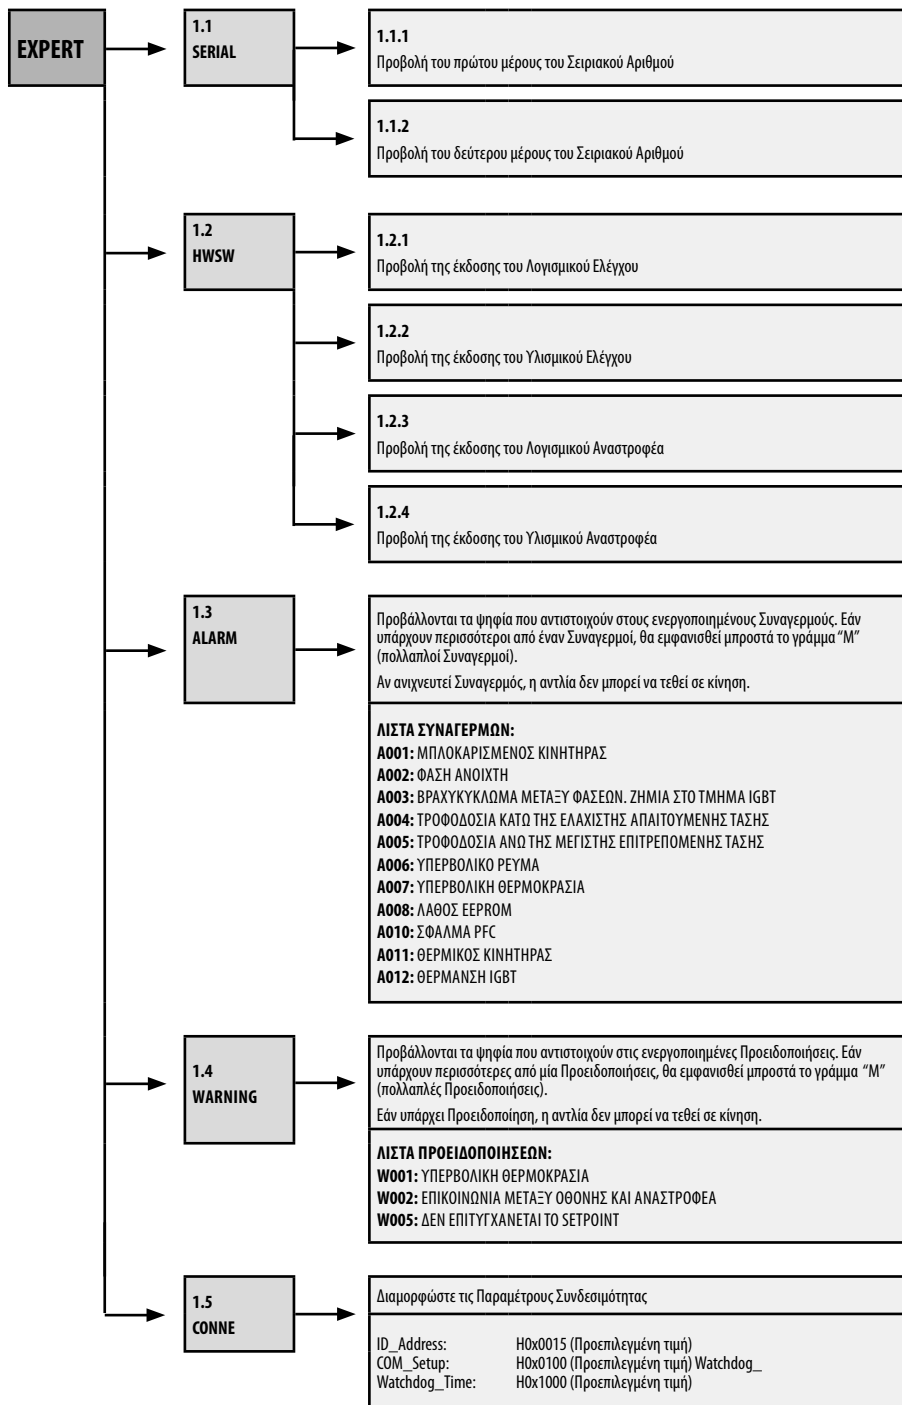 EXPERT
1.1
SERIAL
1.1.1
Προβολή του πρώτου μέρους του Σειριακού Αριθμού
1.1.2
Προβολή του δεύτερου μέρους του Σειριακού Αριθμού
1.2
HWSW
1.2.1
Προβολή της έκδοσης του Λογισμικού Ελέγχου
1.2.2
Προβολή της έκδοσης του Υλισμικού Ελέγχου
1.2.3
Προβολή της έκδοσης του Λογισμικού Αναστροφέα
1.2.4
Προβολή της έκδοσης του Υλισμικού Αναστροφέα
1.3
ALARM
Προβάλλονται τα ψηφία που αντιστοιχούν στους ενεργοποιημένους Συναγερμούς. Εάν
υπάρχουν περισσότεροι από έναν Συναγερμοί, θα εμφανισθεί μπροστά το γράμμα “M”
(πολλαπλοί Συναγερμοί).
Αν ανιχνευτεί Συναγερμός, η αντλία δεν μπορεί να τεθεί σε κίνηση.
ΛΙΣΤΑ ΣΥΝΑΓΕΡΜΩΝ:
A001: ΜΠΛΟΚΑΡΙΣΜΕΝΟΣ ΚΙΝΗΤΗΡΑΣ
A002: ΦΑΣΗ ΑΝΟΙΧΤΗ
A003: ΒΡΑΧΥΚΥΚΛΩΜΑ ΜΕΤΑΞΥ ΦΑΣΕΩΝ. ΖΗΜΙΑ ΣΤΟ ΤΜΗΜΑ IGBT
A004: ΤΡΟΦΟΔΟΣΙΑ ΚΑΤΩ ΤΗΣ ΕΛΑΧΙΣΤΗΣ ΑΠΑΙΤΟΥΜΕΝΗΣ ΤΑΣΗΣ
A005: ΤΡΟΦΟΔΟΣΙΑ ΑΝΩ ΤΗΣ ΜΕΓΙΣΤΗΣ ΕΠΙΤΡΕΠΟΜΕΝΗΣ ΤΑΣΗΣ
A006: ΥΠΕΡΒΟΛΙΚΟ ΡΕΥΜΑ
A007: ΥΠΕΡΒΟΛΙΚΗ ΘΕΡΜΟΚΡΑΣΙΑ
A008: ΛΑΘΟΣ EEPROM
A010: ΣΦΑΛΜΑ PFC
A011: ΘΕΡΜΙΚΟΣ ΚΙΝΗΤΗΡΑΣ
A012: ΘΕΡΜΑΝΣΗ IGBT
1.4
WARNING
Προβάλλονται τα ψηφία που αντιστοιχούν στις ενεργοποιημένες Προειδοποιήσεις. Εάν
υπάρχουν περισσότερες από μία Προειδοποιήσεις, θα εμφανισθεί μπροστά το γράμμα “M”
(πολλαπλές Προειδοποιήσεις).
Εάν υπάρχει Προειδοποίηση, η αντλία δεν μπορεί να τεθεί σε κίνηση.
ΛΙΣΤΑ ΠΡΟΕΙΔΟΠΟΙΗΣΕΩΝ:
W001: ΥΠΕΡΒΟΛΙΚΗ ΘΕΡΜΟΚΡΑΣΙΑ
W002: ΕΠΙΚΟΙΝΩΝΙΑ ΜΕΤΑΞΥ ΟΘΟΝΗΣ ΚΑΙ ΑΝΑΣΤΡΟΦΕΑ
W005: ΔΕΝ ΕΠΙΤΥΓΧΑΝΕΤΑΙ ΤΟ SETPOINT
1.5
CONNE
Διαμορφώστε τις Παραμέτρους Συνδεσιμότητας
ID_Address: H0x0015 (Προεπιλεγμένη τιμή)
COM_Setup: H0x0100 (Προεπιλεγμένη τιμή) Watchdog_
Watchdog_Time: H0x1000 (Προεπιλεγμένη τιμή)